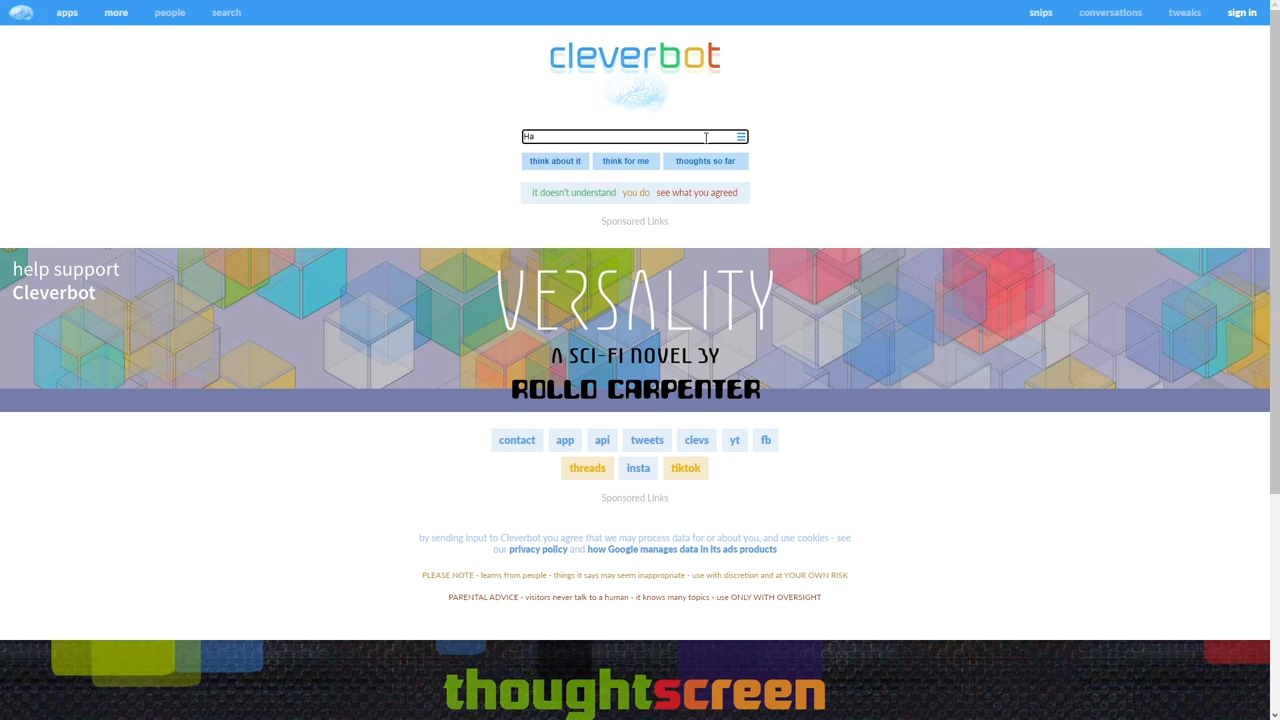 apps more people search snips conversations tweaks sign in
cleverbot
Ha
think about it think for me thoughts so far
it doesn't understand you do see what you agreed
Sponsored Links
help support
Cleverbot
VERSALITY
A SCI-FI NOVEL BY
ROLLO CARPENTER
contact app api tweets clevs yt fb
threads insta tiktok
Sponsored Links
by sending input to Cleverbot you agree that we may process data for or about you, and use cookies - see
our privacy policy and how Google manages data in its ads products
PLEASE NOTE - learns from people - things it says may seem inappropriate - use with discretion and at YOUR OWN RISK
PARENTAL ADVICE - visitors never talk to a human - it knows many topics - use ONLY WITH OVERSIGHT
thoughtscreen